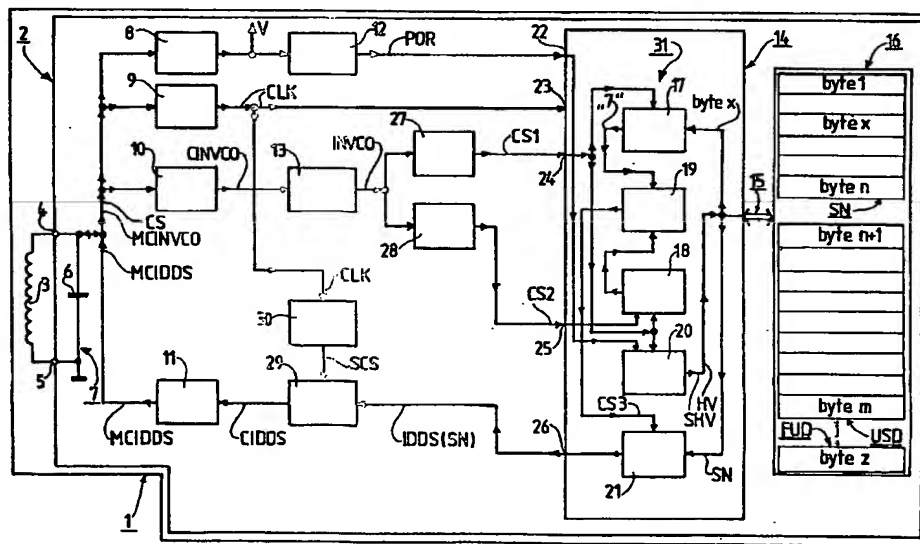 2
8
V
12
POR
22
31
14
16
9
CLK
23
"7"
17
byte x
byte 1
byte x
byte n
SN
27
CS1
24
10
CINVCO
13
INVCO
19
15
CS
MCINVCO
MCIDDS
4
3
6
28
18
byte n+1
CLK
CS2
25
5
7
11
29
SCS
20
HV
SHV
CS3
MCIDDS
CIDDS
IDDS(SN)
26
21
SN
byte m
USD
byte z
1